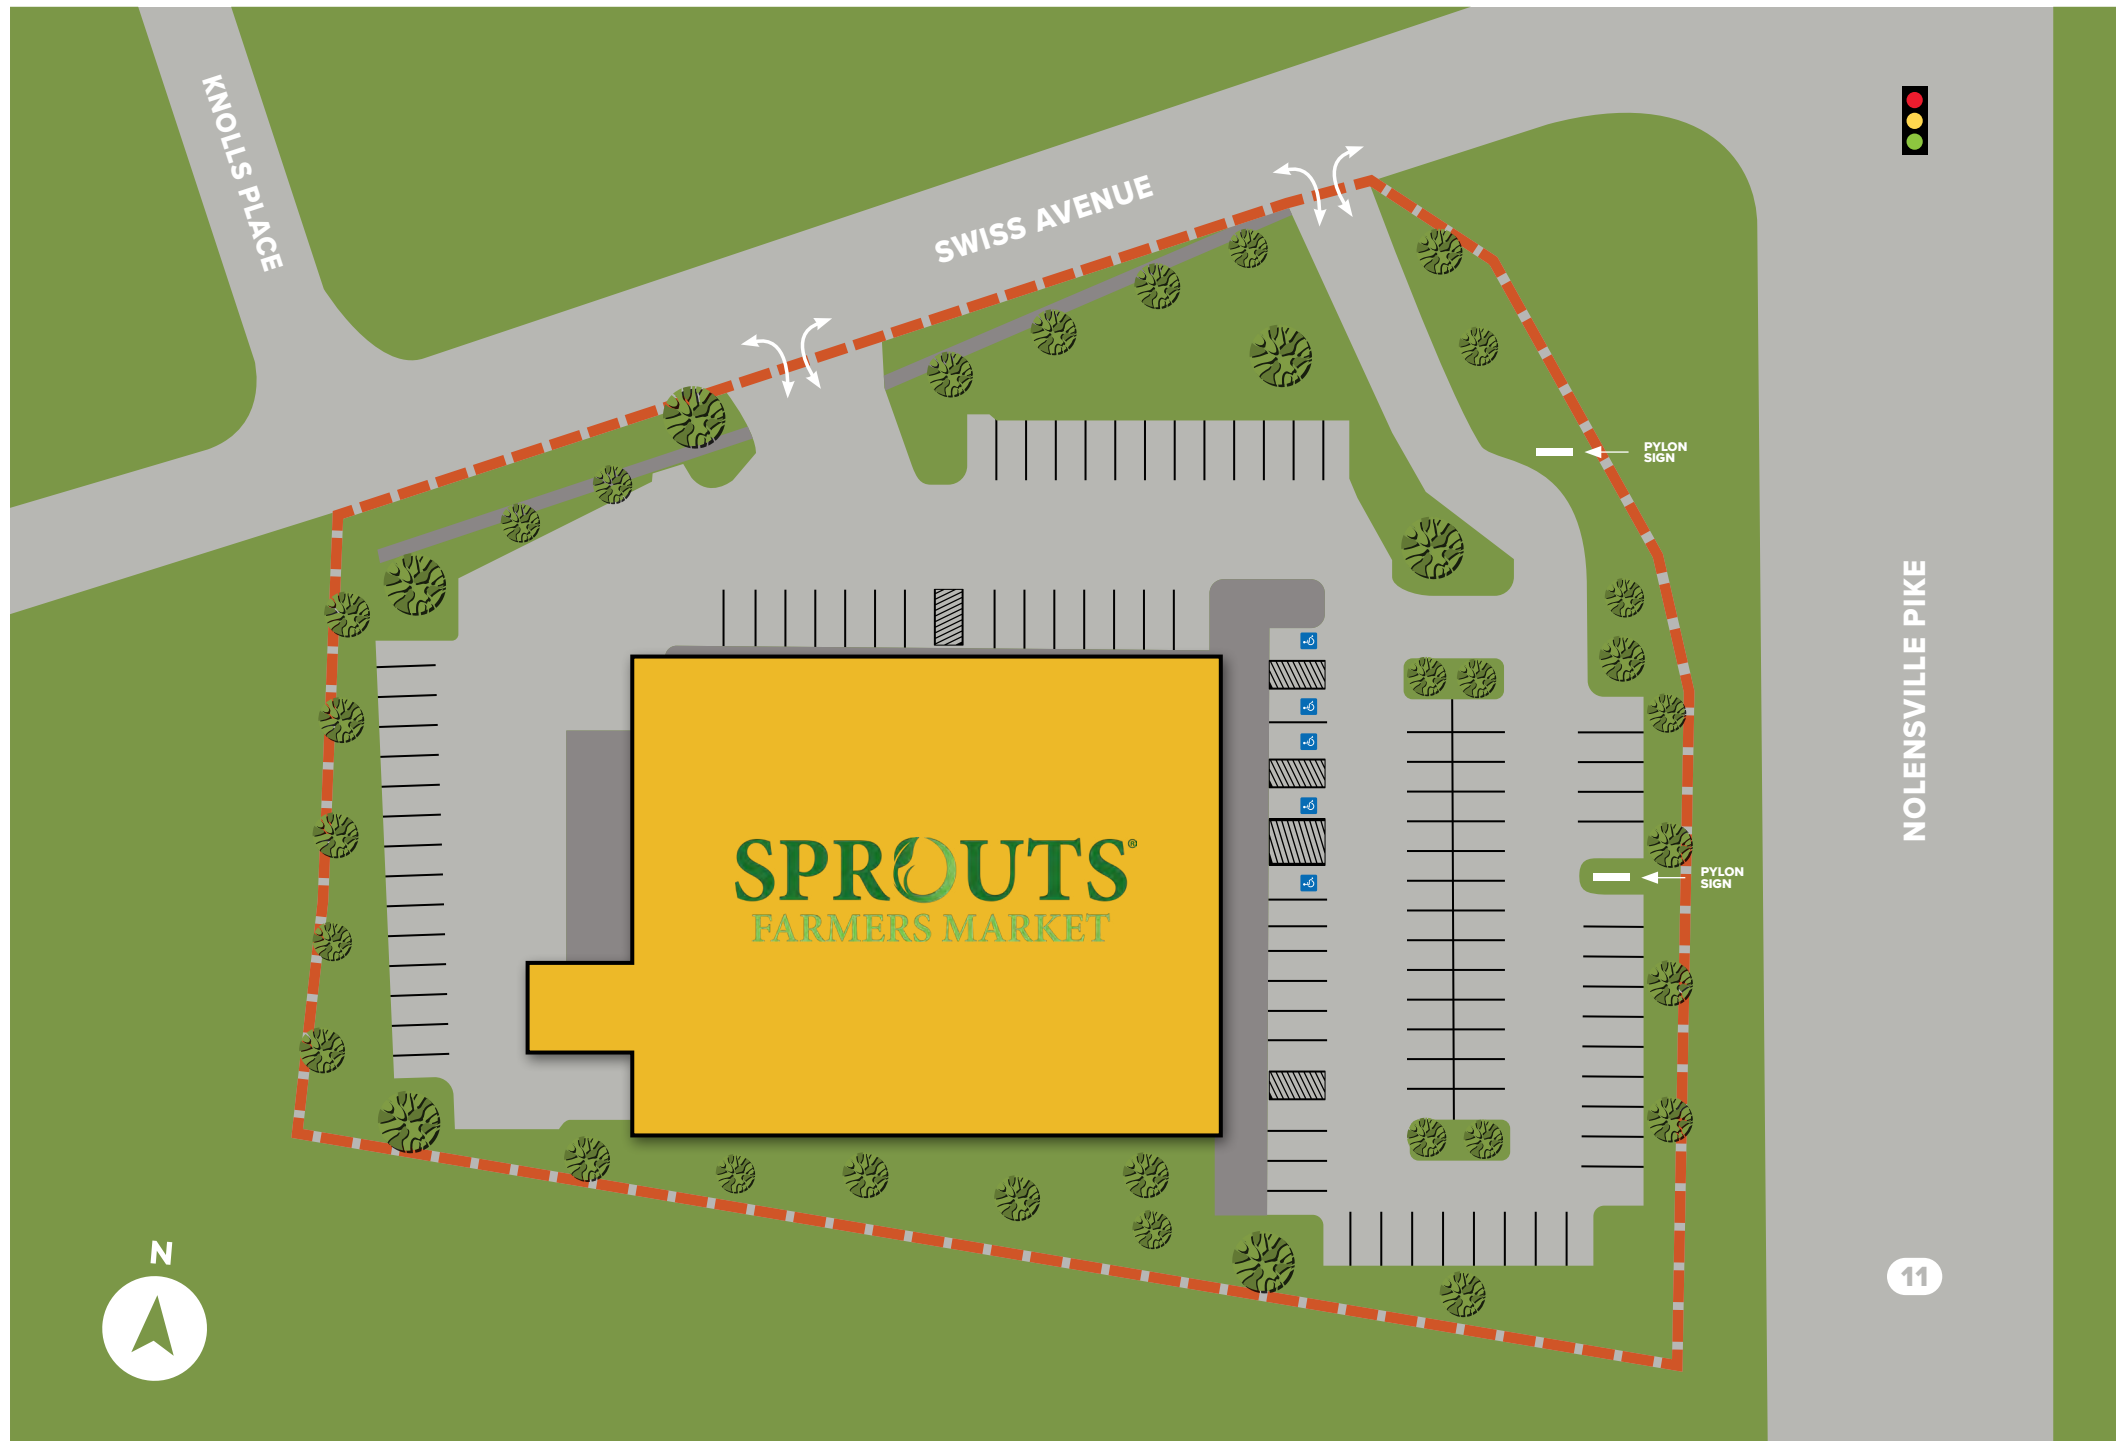 KNOLLS PLACE
SWISS AVENUE
PYLON
SIGN
NOLENSVILLE PIKE
SPROUTS®
FARMERS MARKET
PYLON
SIGN
N
11